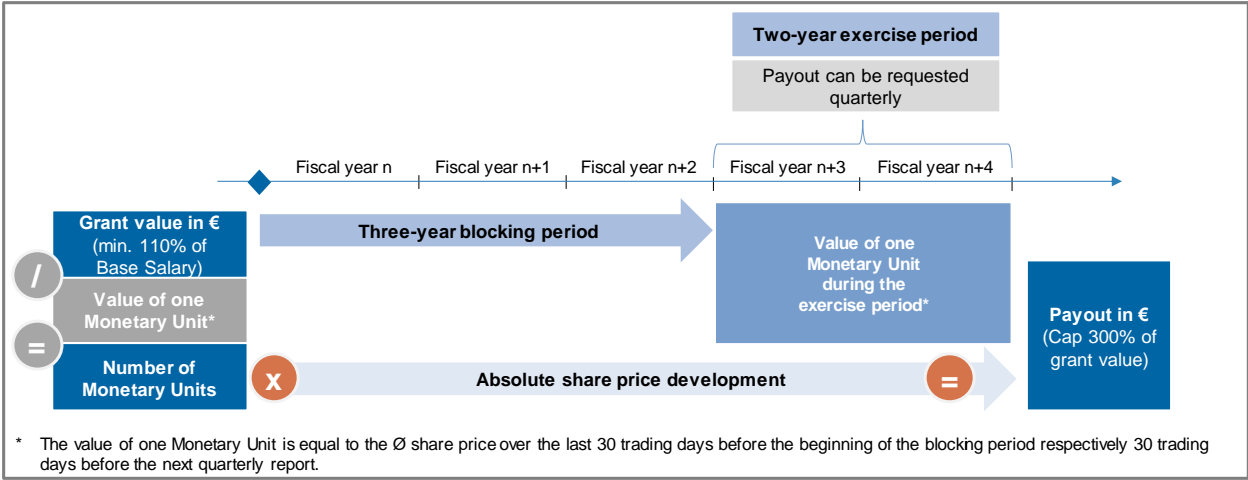 Two-year exercise period
Payout can be requested
quarterly
Fiscal year n
Fiscal year n+1
Fiscal year n+2
Fiscal year n+3
Fiscal year n+4
Grant value in €
(min. 110% of
Base Salary)
/
Value of one
Monetary Unit*
=
Number of
Monetary Units
Three-year blocking period
Value of one
Monetary Unit
during the
exercise period*
x
Absolute share price development
=
Payout in €
(Cap 300% of
grant value)
* The value of one Monetary Unit is equal to the Ø share price over the last 30 trading days before the beginning of the blocking period respectively 30 trading
days before the next quarterly report.